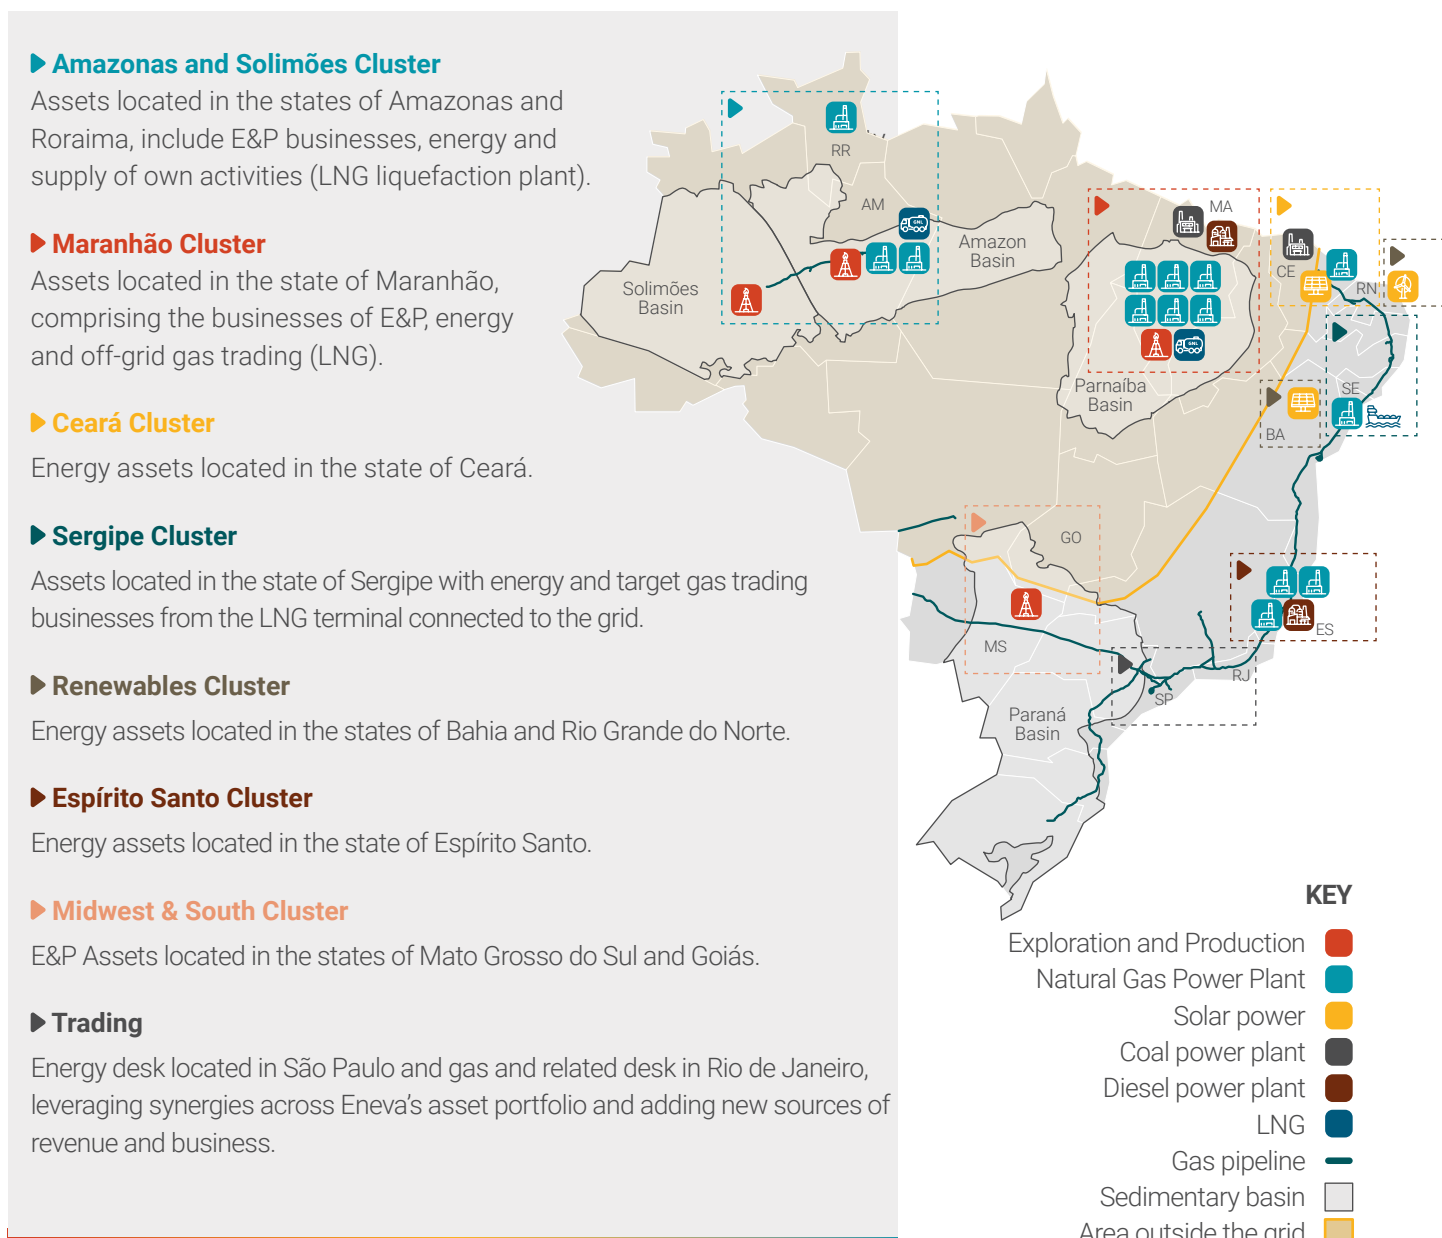 Amazonas and Solimões Cluster
Assets located in the states of Amazonas and
Roraima, include E&P businesses, energy and
supply of own activities (LNG liquefaction plant).
Maranhão Cluster
Assets located in the state of Maranhão,
comprising the businesses of E&P, energy
and off-grid gas trading (LNG).
Ceará Cluster
Energy assets located in the state of Ceará.
Sergipe Cluster
Assets located in the state of Sergipe with energy and target gas trading
businesses from the LNG terminal connected to the grid.
Renewables Cluster
Energy assets located in the states of Bahia and Rio Grande do Norte.
Espírito Santo Cluster
Energy assets located in the state of Espírito Santo.
Midwest & South Cluster
E&P Assets located in the states of Mato Grosso do Sul and Goiás.
Trading
Energy desk located in São Paulo and gas and related desk in Rio de Janeiro,
leveraging synergies across Eneva's asset portfolio and adding new sources of
revenue and business.
RR
AM
GNL
Amazon
Basin
Solimões
Basin
MA
GNL
Parnaíba
Basin
CE
RN
SE
BA
GO
MS
ES
RJ
SP
Paraná
Basin
KEY
Exploration and Production
Natural Gas Power Plant
Solar power
Coal power plant
Diesel power plant
LNG
Gas pipeline
Sedimentary basin
Area outside the grid